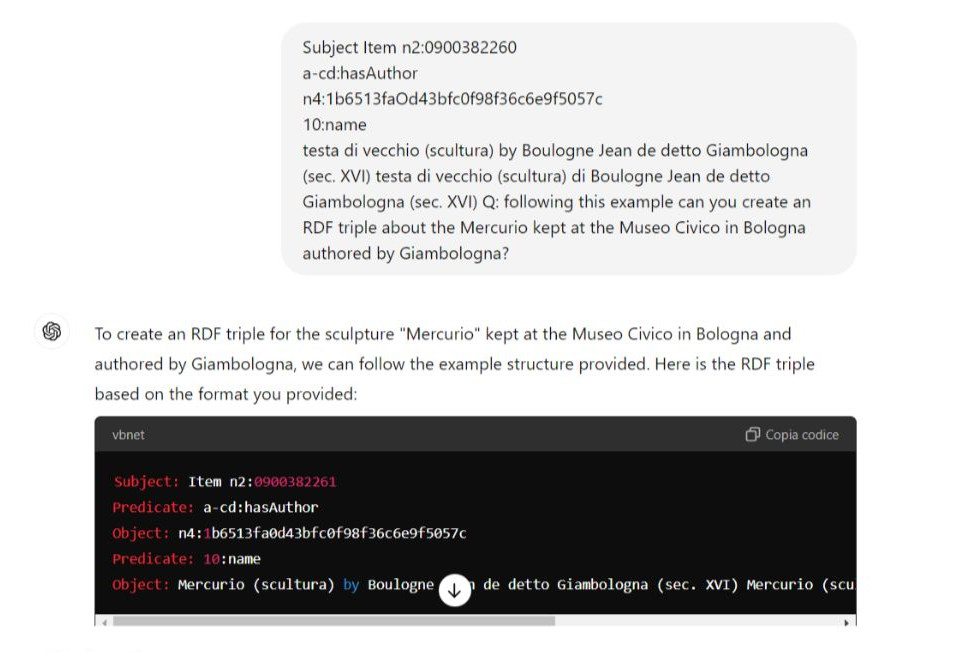 Subject Item n2:0900382260
a-cd:hasAuthor
n4:1b6513faOd43bfc0f98f36c6e9f5057c
10:name
testa di vecchio (scultura) by Boulogne Jean de detto Giambologna
(sec. XVI) testa di vecchio (scultura) di Boulogne Jean de detto
Giambologna (sec. XVI) Q: following this example can you create an
RDF triple about the Mercurio kept at the Museo Civico in Bologna
authored by Giambologna?
To create an RDF triple for the sculpture "Mercurio" kept at the Museo Civico in Bologna and
authored by Giambologna, we can follow the example structure provided. Here is the RDF triple
based on the format you provided:
vbnet Copia codice
Subject: Item n2:0900382261
Predicate: a-cd:hasAuthor
Object: n4:1b6513fa0d43bfc0f98f36c6e9f5057c
Predicate: 10:name
Object: Mercurio (scultura) by Boulogne de detto Giambologna (sec. XVI) Mercurio (scu